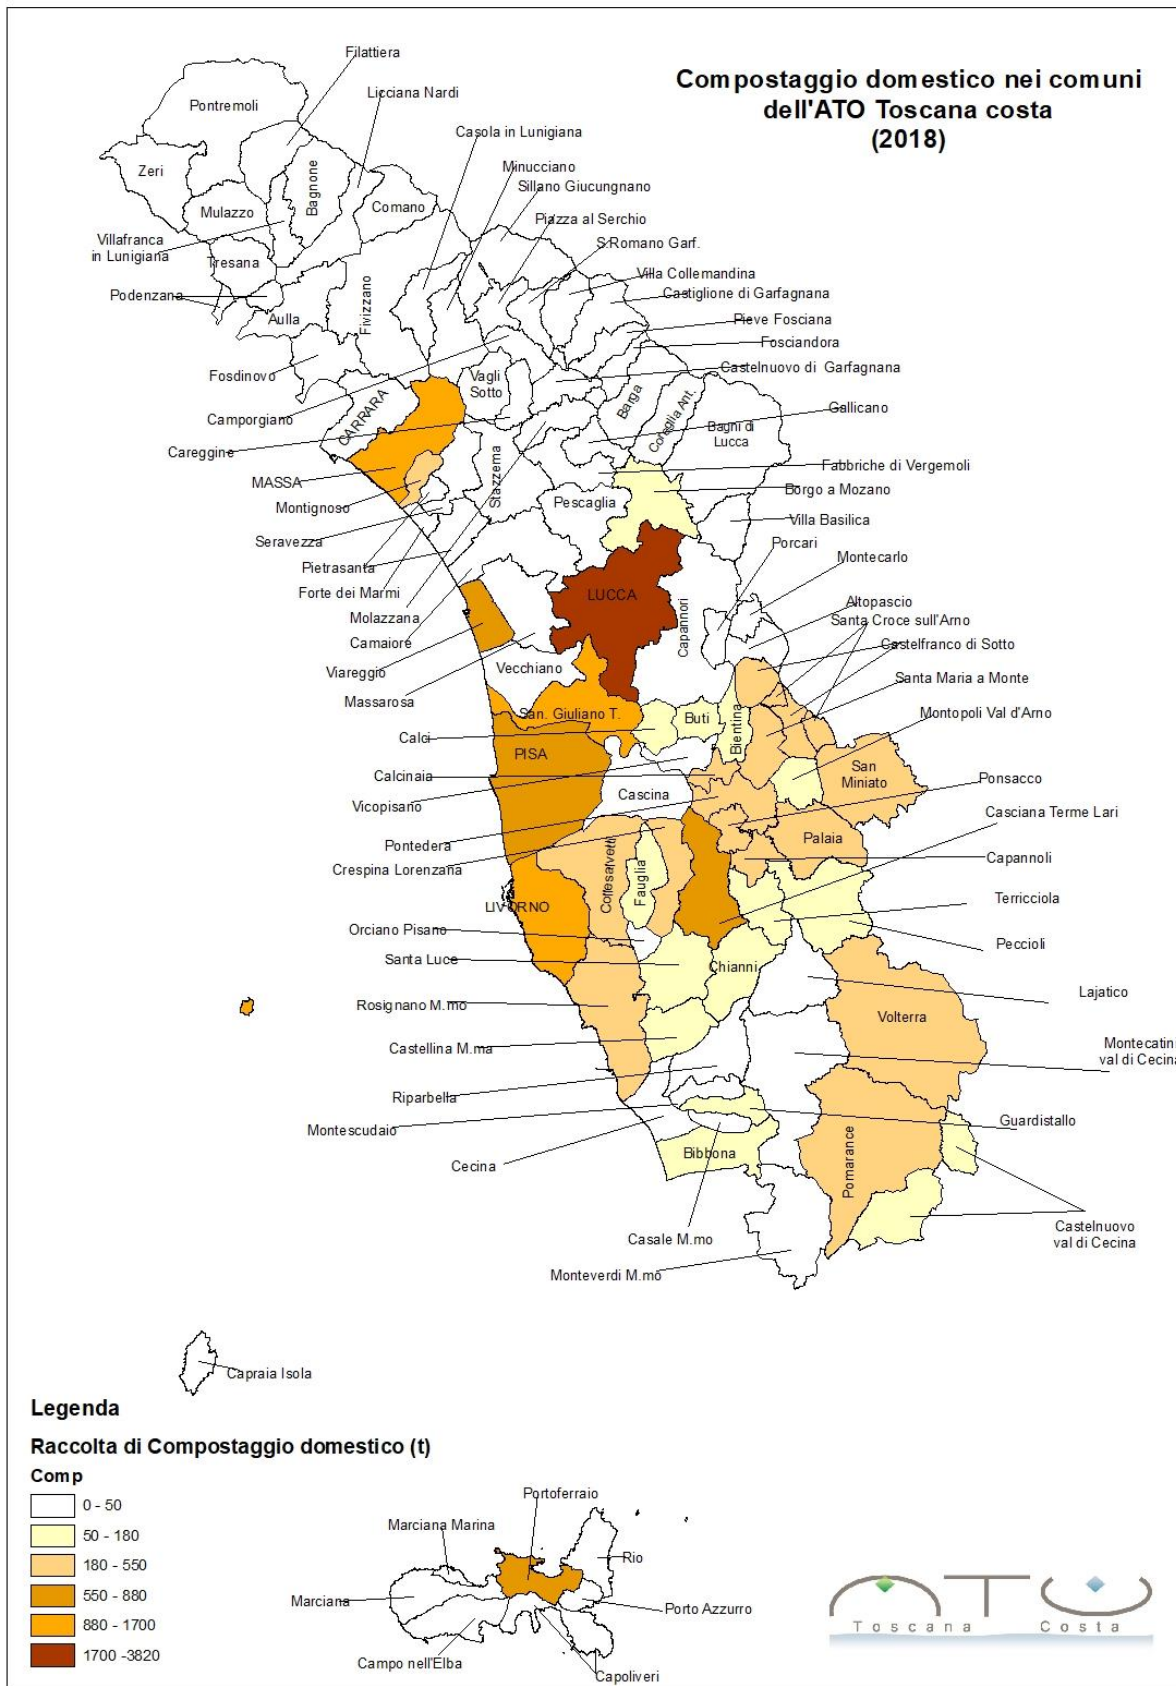 Compostaggio domestico nei comuni
dell'ATO Toscana costa
(2018)
Filattiera
Pontremoli
Licciana Nardi
Casola in Lunigiana
Zeri
Minucciano
Bagnone
Sillano Giucungnano
Comano
Mulazzo
Piazza al Serchio
Villafranca
in Lunigiana
S.Romano Garf.
Tresana
Villa Collemandina
Podenzana
Castiglione di Garfagnana
Aulla
Fivizzano
Pieve Fosciana
Fosciandora
Fosdinovo
Castelnuovo di Garfagnana
Vagli
Sotto
CARRARA
Barga
Coreglia Ant.
Camporgiano
Gallicano
Bagni di
Lucca
Careggine
Fabbriche di Vergemoli
MASSA
Stazzema
Borgo a Mozano
Montignoso
Pescaglia
Villa Basilica
Seravezza
Porcari
Pietrasanta
Montecarlo
Forte dei Marmi
LUCCA
Altopascio
Molazzana
Santa Croce sull'Arno
Capannori
Camaiore
Castelfranco di Sotto
Viareggio
Vecchiano
Santa Maria a Monte
Massarosa
San. Giuliano T.
Montopoli Val d'Arno
Calci
Buti
Bientina
PISA
San
Miniato
Calcinaia
Ponsacco
Cascina
Vicopisano
Casciana Terme Lari
Pontedera
Palaia
Crespina Lorenzana
Collesalvetti
Fauglia
Capannoli
LIVORNO
Terricciola
Orciano Pisano
Peccioli
Santa Luce
Chianni
Lajatico
Rosignano M.mo
Volterra
Castellina M.ma
Montecatini
val di Cecina
Riparbella
Guardistallo
Montescudaio
Cecina
Bibbona
Pomarance
Casale M.mo
Castelnuovo
val di Cecina
Monteverdi M.mo
Capraia Isola
Legenda
Raccolta di Compostaggio domestico (t)
Comp
0 - 50
50 - 180
180 - 550
550 - 880
880 - 1700
1700 -3820
Portoferraio
Marciana Marina
Rio
Marciana
Porto Azzurro
Campo nell'Elba
Capoliveri
Toscana Costa